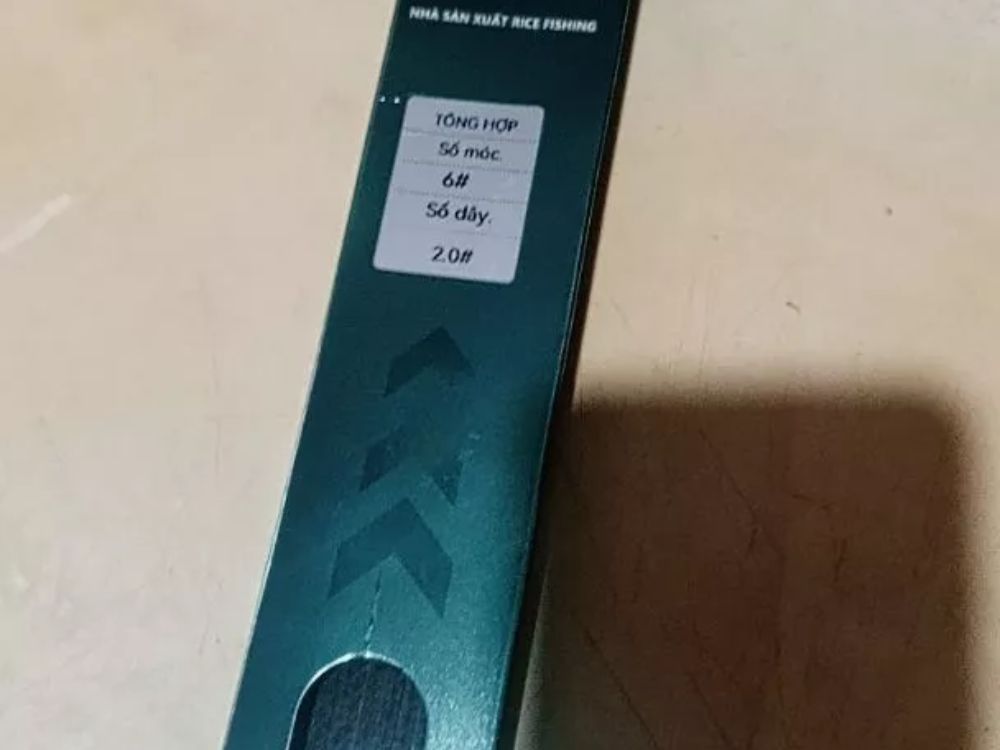 NHÀ SẢN XUẤT RICE FISHING
TỔNG HỢP
Số móc.
6#
Số dây.
2.0#